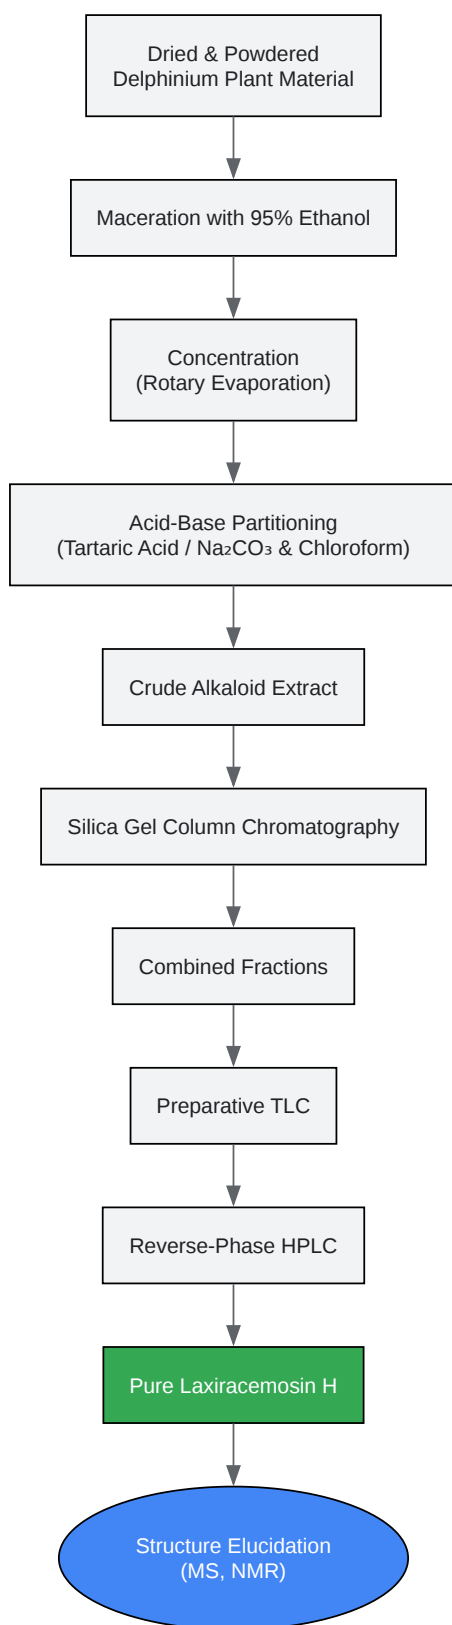 Dried & Powdered
Delphinium Plant Material
Maceration with 95% Ethanol
Concentration
(Rotary Evaporation)
Acid-Base Partitioning
(Tartaric Acid / Na₂CO₃ & Chloroform)
Crude Alkaloid Extract
Silica Gel Column Chromatography
Combined Fractions
Preparative TLC
Reverse-Phase HPLC
Pure Laxiracemosin H
Structure Elucidation
(MS, NMR)